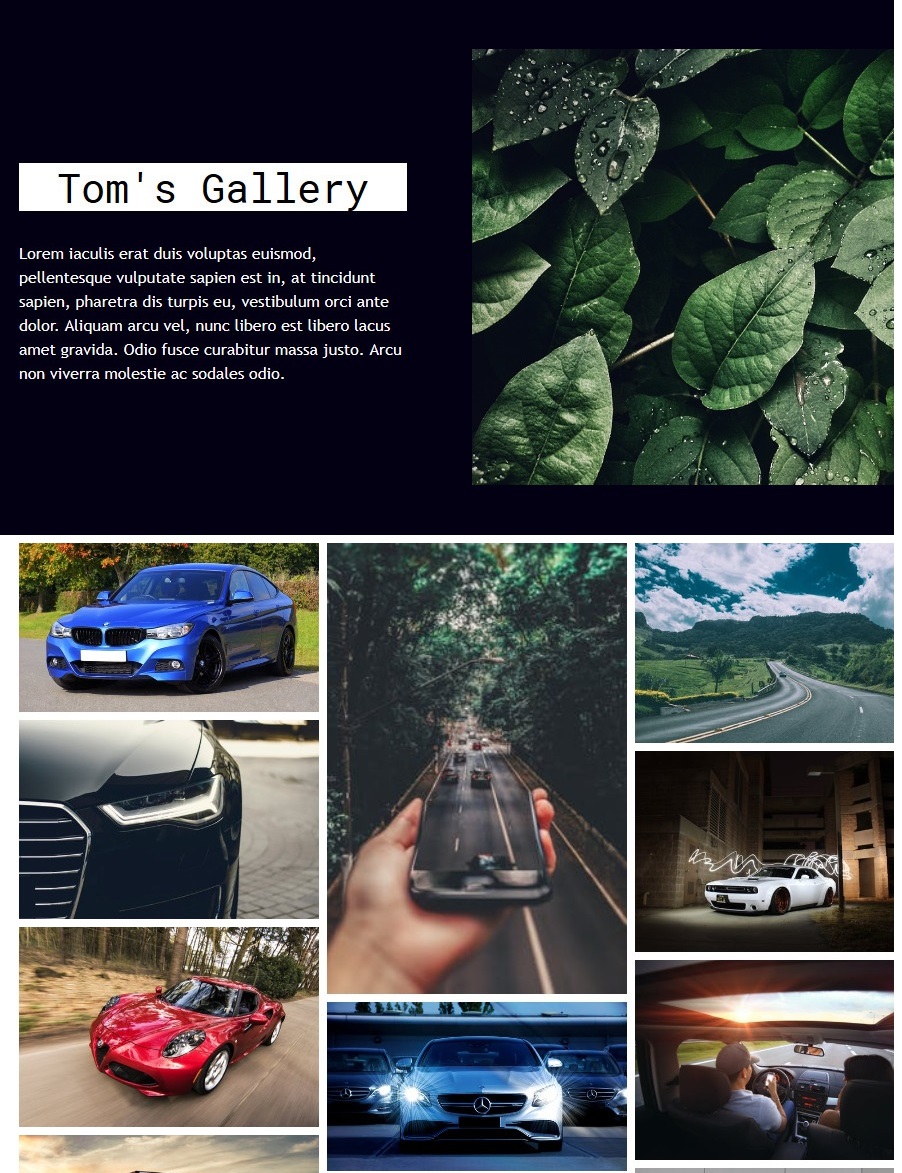 Tom's Gallery
Lorem iaculis erat duis voluptas euismod,
pellentesque vulputate sapien est in, at tincidunt
sapien, pharetra dis turpis eu, vestibulum orci ante
dolor. Aliquam arcu vel, nunc libero est libero lacus
amet gravida. Odio fusce curabitur massa justo. Arcu
non viverra molestie ac sodales odio.